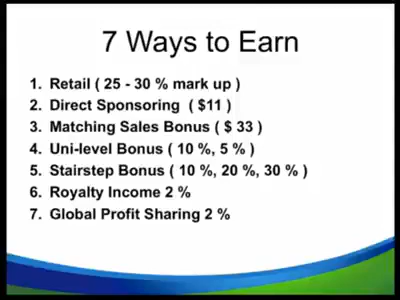 7 Ways to Earn
1. Retail ( 25 - 30 % mark up )
2. Direct Sponsoring ( $11 )
3. Matching Sales Bonus ( $ 33 )
4. Uni-level Bonus ( 10 %, 5 % )
5. Stairstep Bonus ( 10 %, 20 %, 30 % )
6. Royalty Income 2 %
7. Global Profit Sharing 2 %